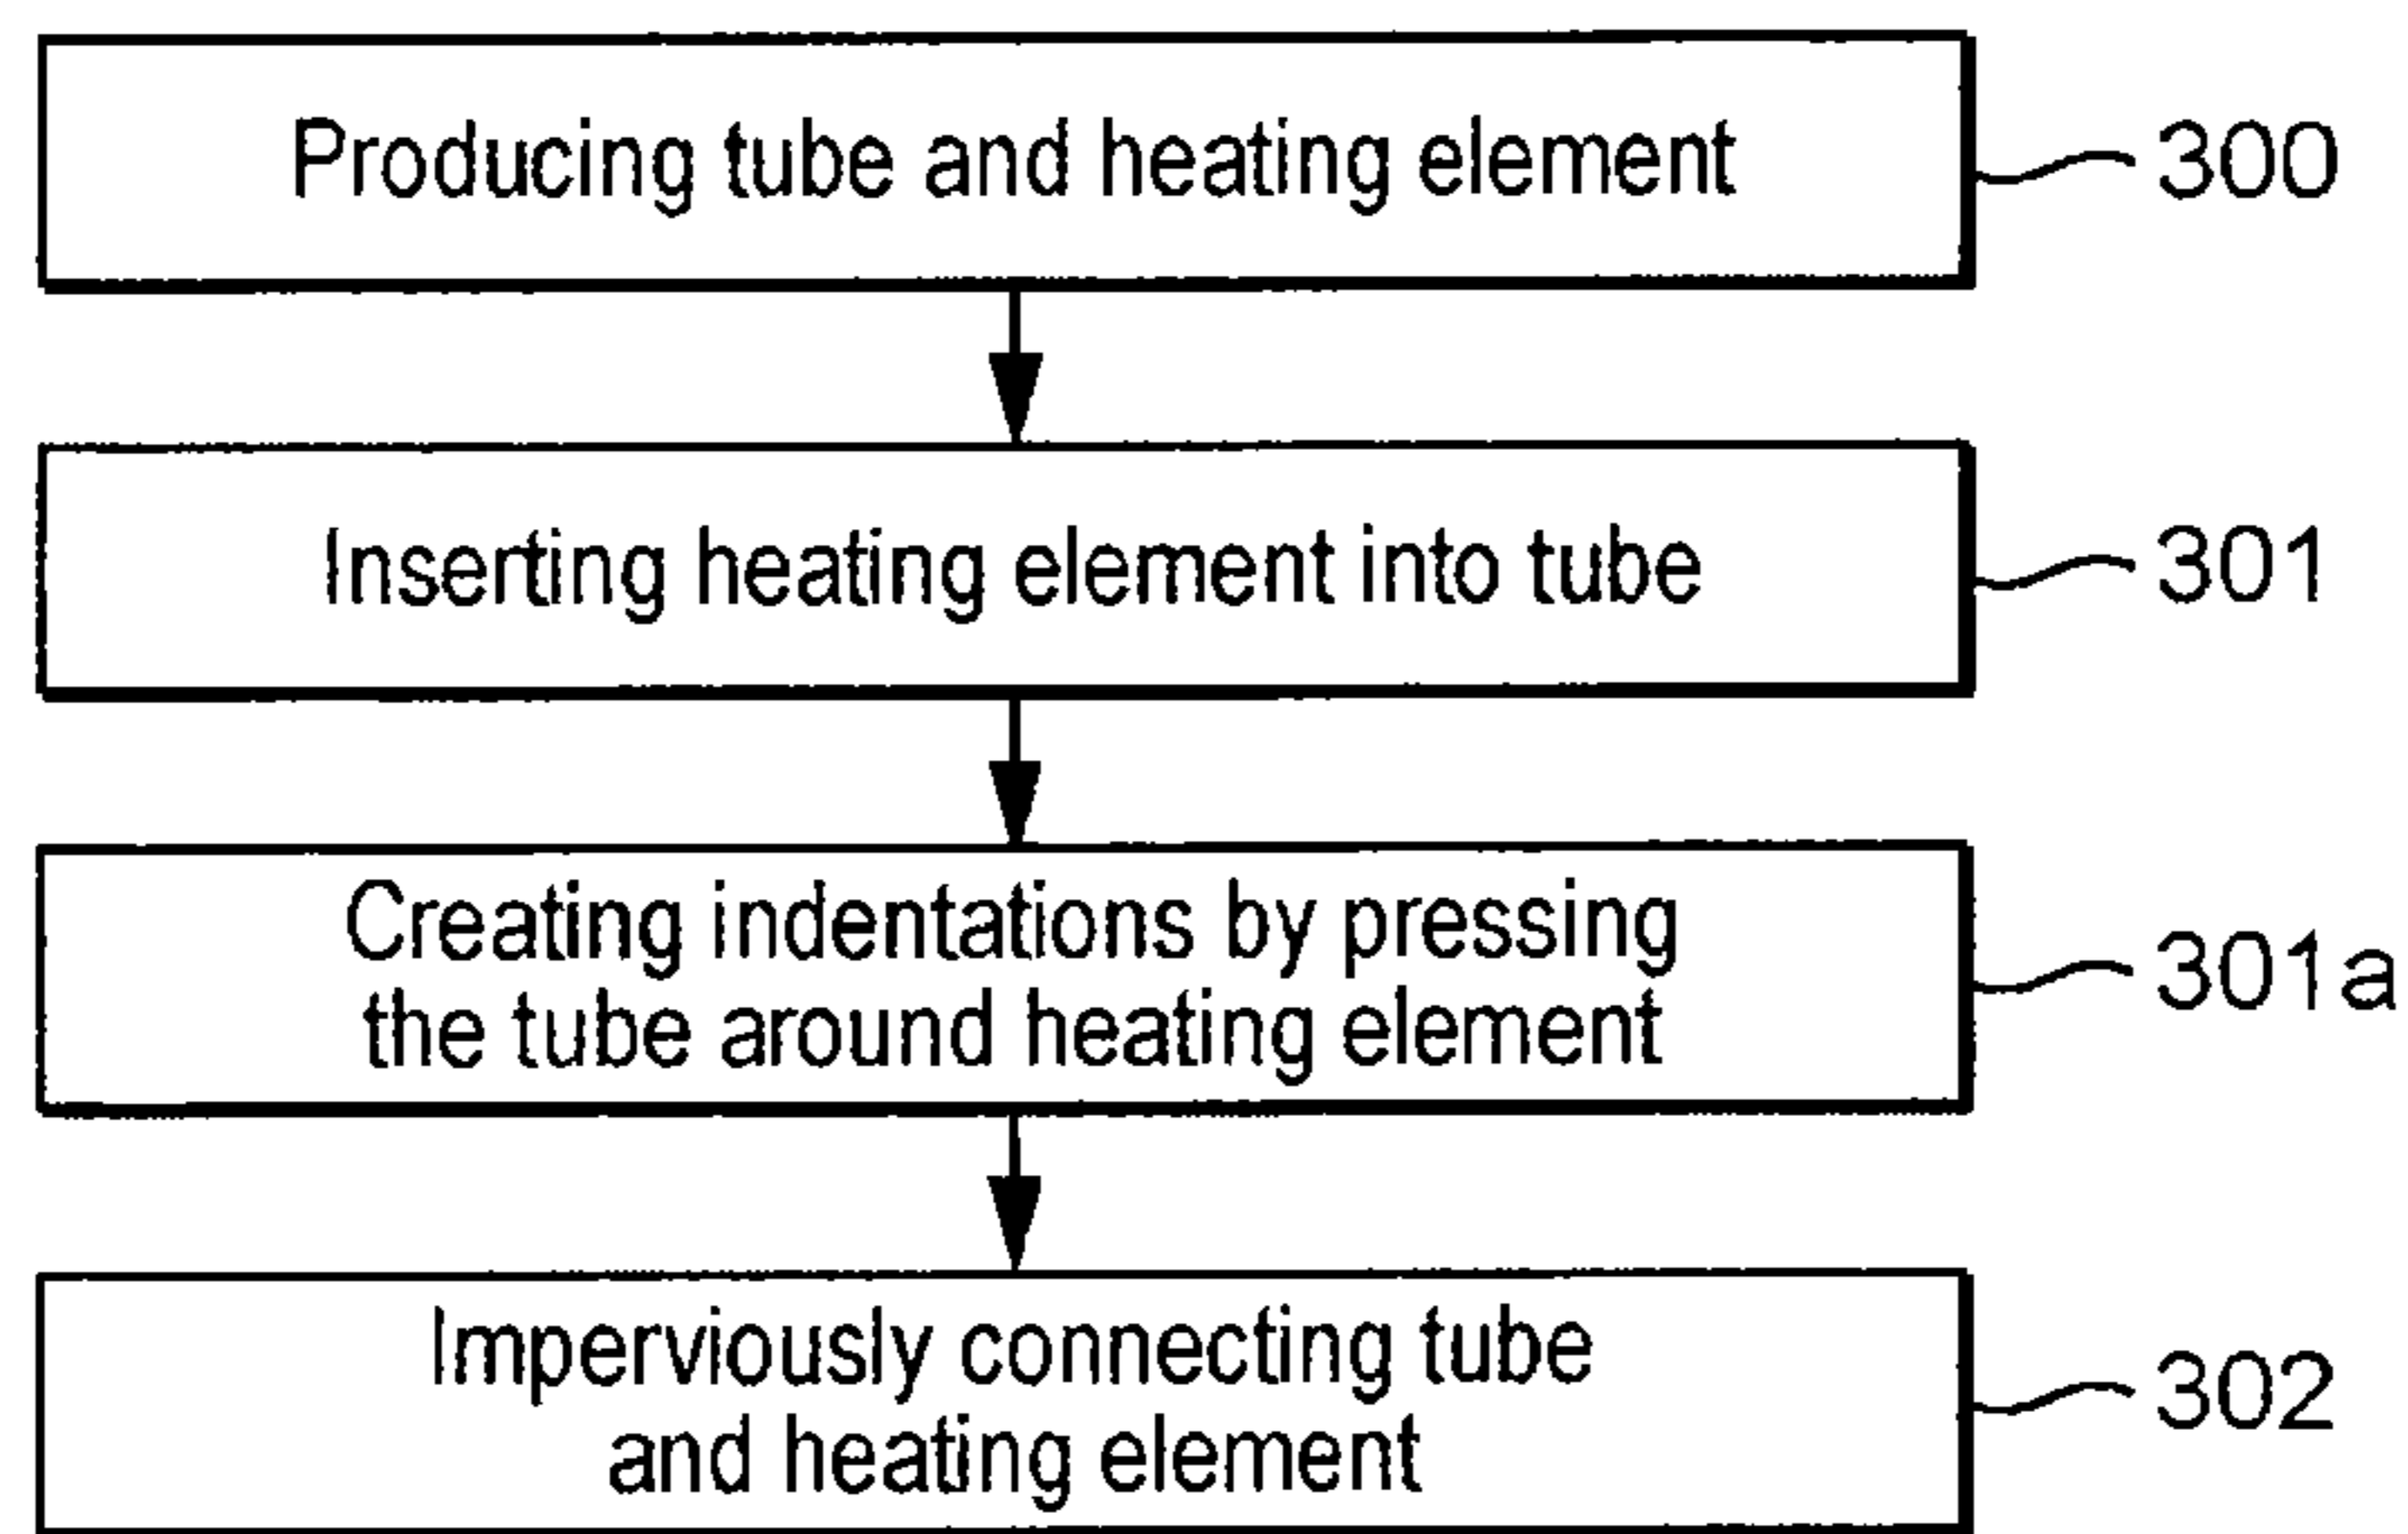 Producing tube and heating element
300
Inserting heating element into tube
301
Creating indentations by pressing
the tube around heating element
301a
Imperviously connecting tube
and heating element
302